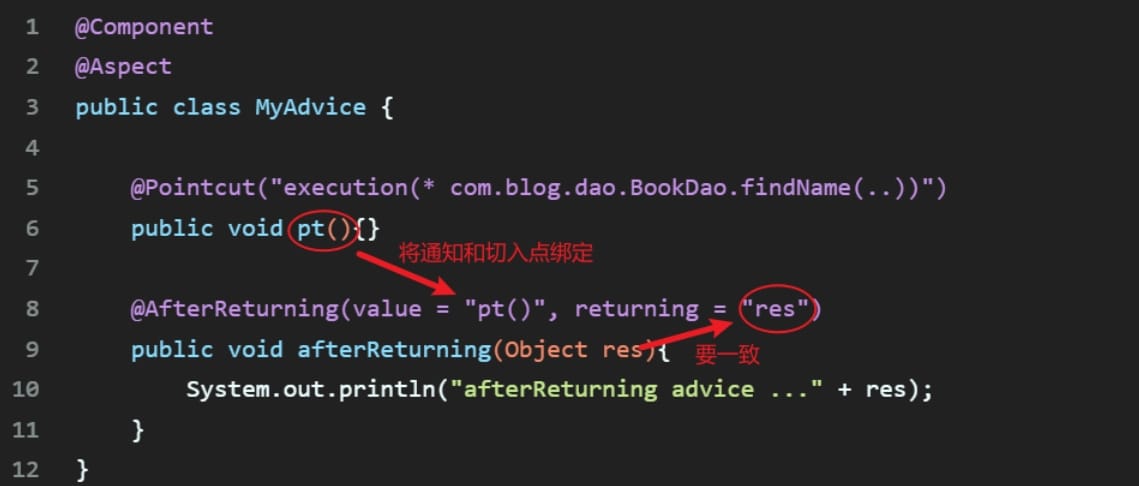 1 @Component
2 @Aspect
3 public class MyAdvice {
4
5 @Pointcut("execution(* com.blog.dao.BookDao.findName(..))")
6 public void pt(){}
将通知和切入点绑定
7
8 @AfterReturning(value = "pt()", returning = "res")
9 public void afterReturning(Object res){
要一致
10 System.out.println("afterReturning advice ..." + res);
11 }
12 }